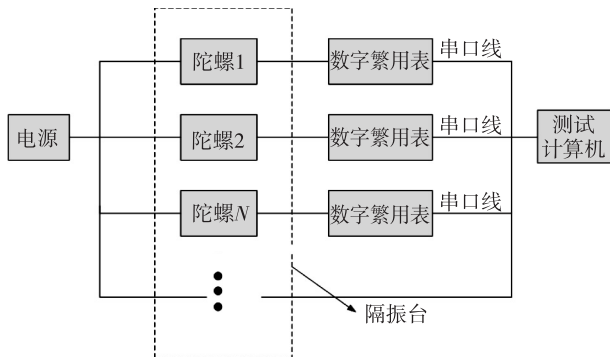 陀螺1
数字繁用表
串口线
电源
陀螺2
数字繁用表
串口线
测试
计算机
陀螺N
数字繁用表
串口线
隔振台